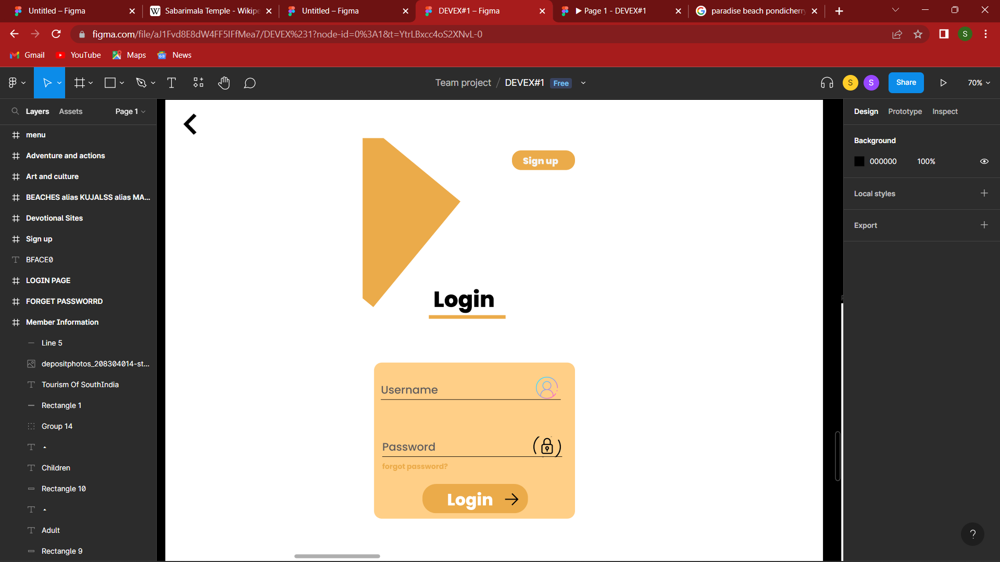 Untitled – Figma
Sabarimala Temple - Wikipe
Untitled – Figma
DEVEX#1 – Figma
▶ Page 1 - DEVEX#1
paradise beach pondicherry
figma.com/file/aJ1Fvd8E8dW4FF5IFfMea7/DEVEX%231?node-id=0%3A1&t=YtrLBxcc4oS2XNvL-0
S
Gmail
YouTube
Maps
News
Team project / DEVEX#1 Free
S
S
Share
70%
Layers
Assets
Page 1
Design
Prototype
Inspect
menu
Adventure and actions
Art and culture
BEACHES alias KUJALSS alias MA...
Devotional Sites
Sign up
BFACE0
LOGIN PAGE
FORGET PASSWORRD
Member Information
Line 5
depositphotos_208304014-st...
Tourism Of SouthIndia
Rectangle 1
Group 14
Children
Rectangle 10
Adult
Rectangle 9
Sign up
Login
Username
Password
forgot password?
Login
Background
000000
100%
Local styles
Export
?